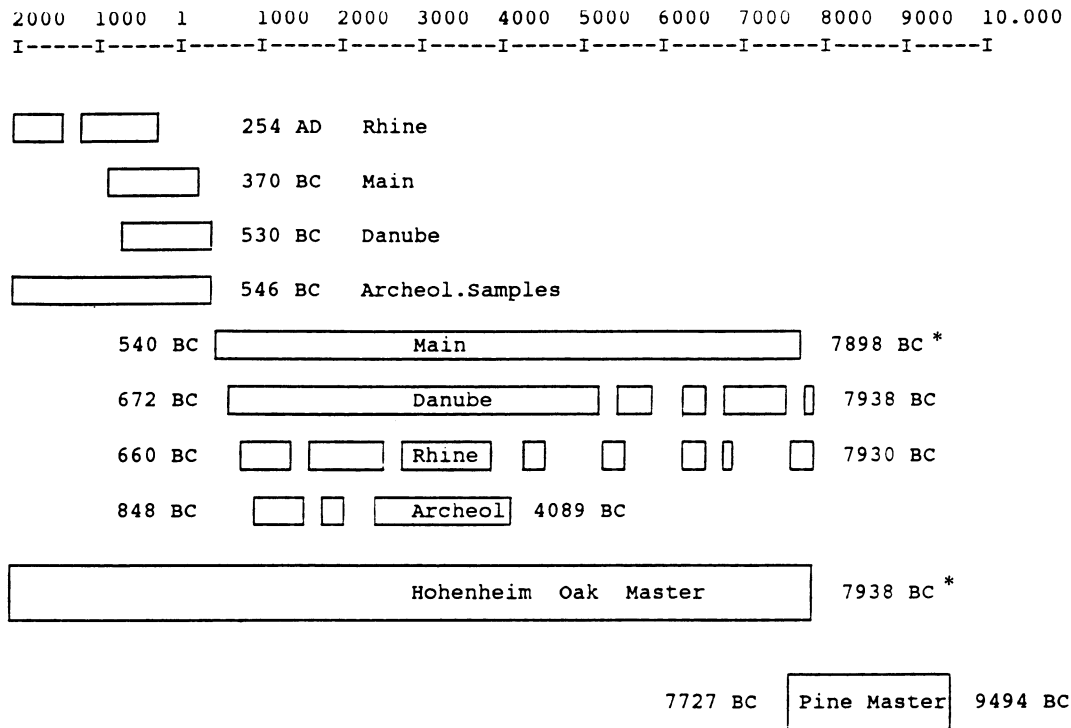 2000 1000 1 1000 2000 3000 4000 5000 6000 7000 8000 9000 10.000
I-----I-----I-----I-----I-----I-----I-----I-----I-----I-----I-----I-----I
254 AD Rhine
370 BC Main
530 BC Danube
546 BC Archeol.Samples
540 BC Main 7898 BC *
672 BC Danube 7938 BC
660 BC Rhine 7930 BC
848 BC Archeol 4089 BC
Hohenheim Oak Master 7938 BC *
7727 BC Pine Master 9494 BC